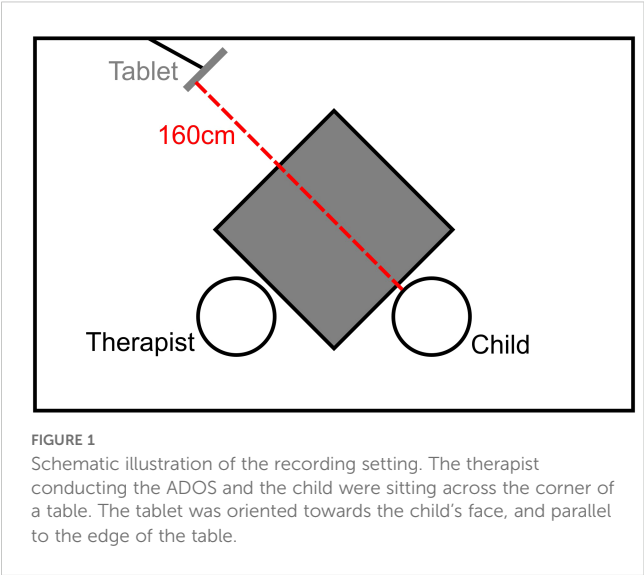 Tablet
160cm
Therapist
Child
FIGURE 1
Schematic illustration of the recording setting. The therapist
conducting the ADOS and the child were sitting across the corner of
a table. The tablet was oriented towards the child’s face, and parallel
to the edge of the table.